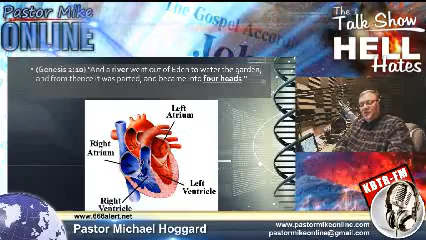 Pastor Mike
ONLINE
The Gospel Accord
The
Talk Show
HELL
Hates
• (Genesis 2:10) "And a river went out of Eden to water the garden;
and from thence it was parted, and became into four heads."
Left
Atrium
Right
Atrium
Left
Ventricle
Right
Ventricle
KBTB-FM
www.666alert.net
Pastor Michael Hoggard
www.pastormikeonline.com
pastormikeonline@gmail.com